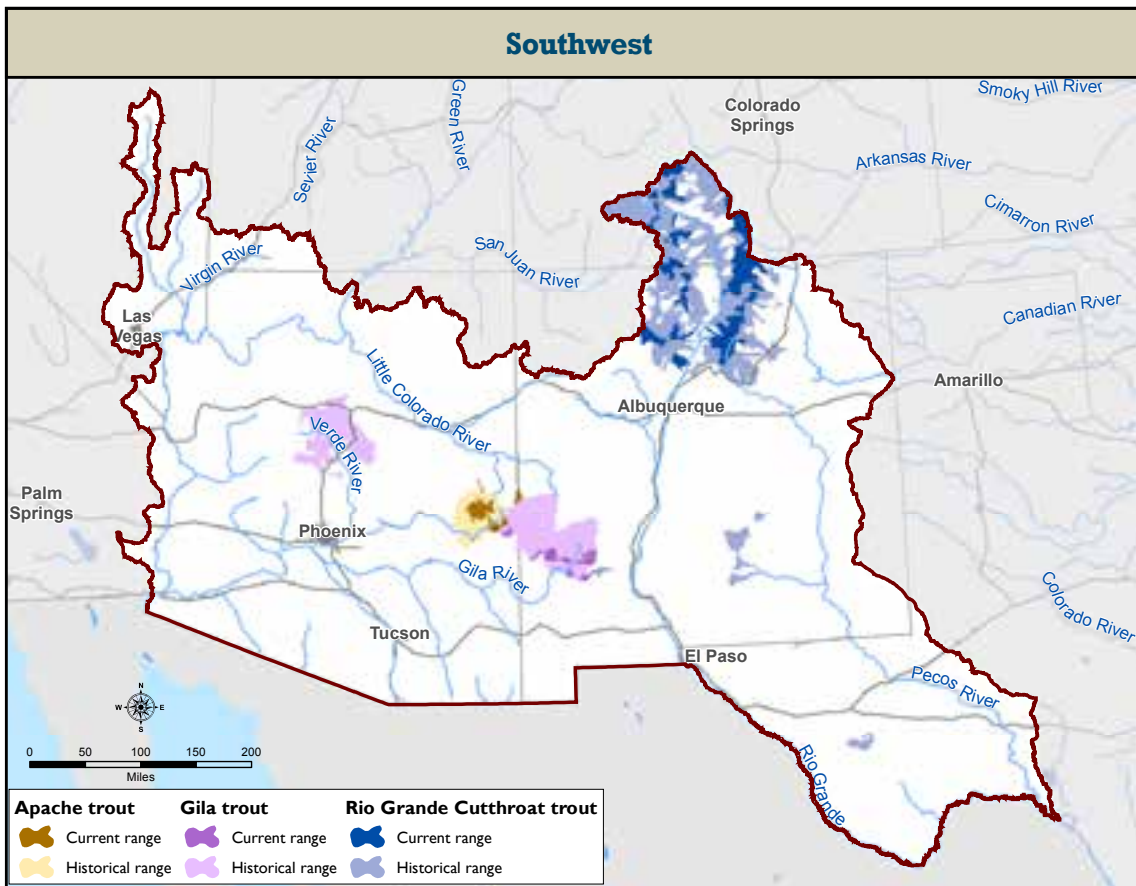 Southwest
Smoky Hill River
Green River
Colorado
Springs
Sevier River
Arkansas River
Cimarron River
San Juan River
Virgin River
Canadian River
Las
Vegas
Little Colorado River
Amarillo
Albuquerque
Verde River
Palm
Springs
Phoenix
Gila River
Colorado River
Tucson
El Paso
Pecos River
N
W E
S
Rio Grande
0 50 100 150 200
Miles
Apache trout Gila trout Rio Grande Cutthroat trout
Current range Current range Current range
Historical range Historical range Historical range